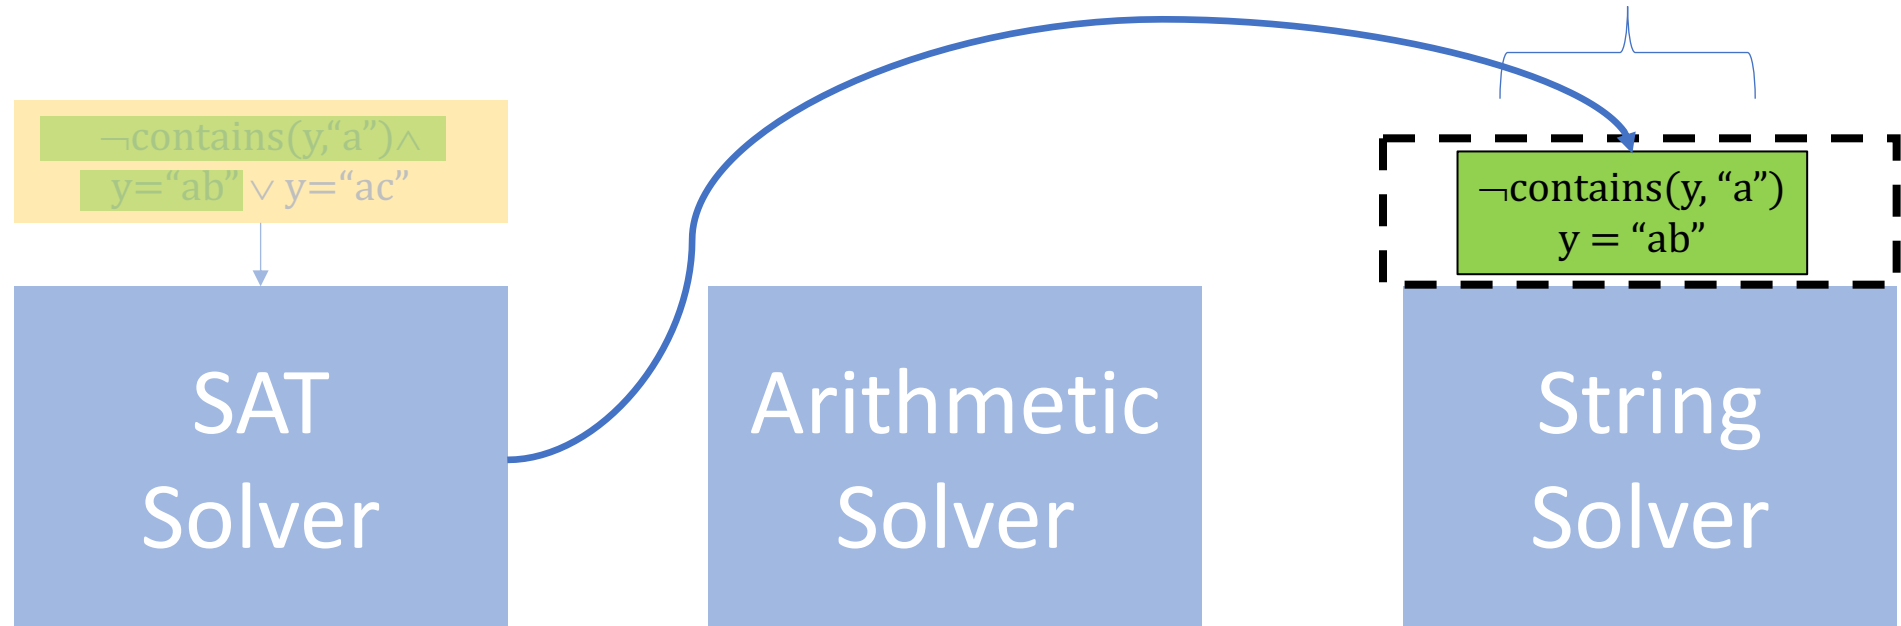 ¬contains(y,“a”)∧
y=“ab” ∨ y=“ac”
¬contains(y, “a”)
y = “ab”
SAT
Solver
Arithmetic
Solver
String
Solver